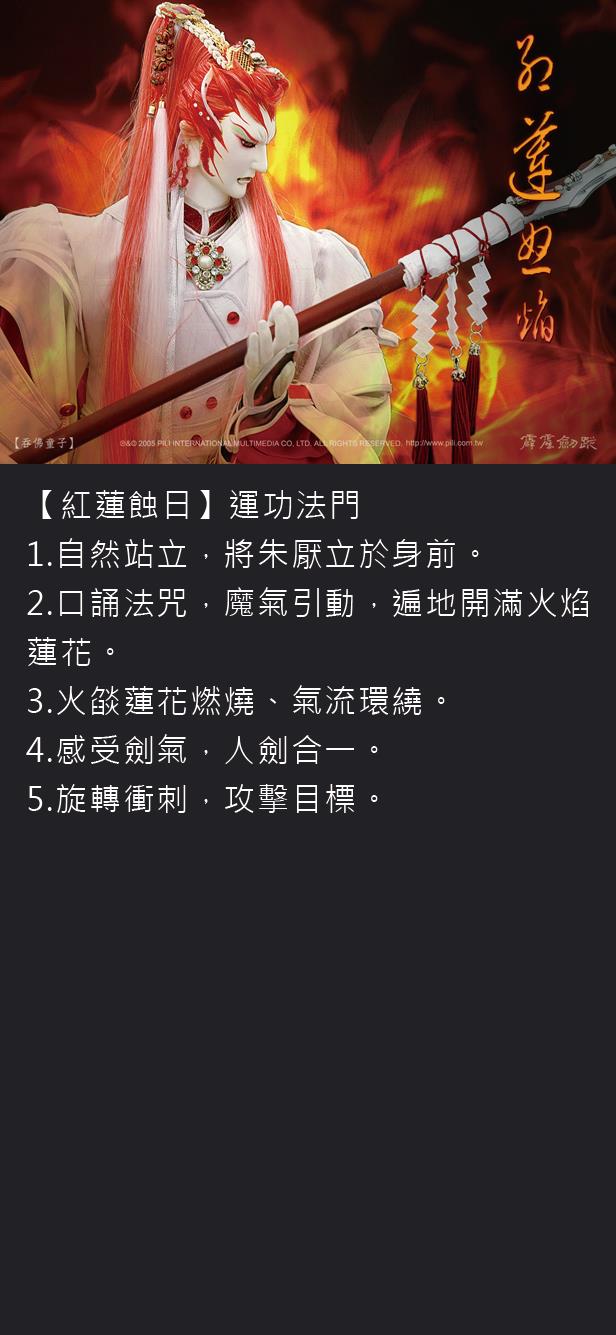 紅蓮怒焰
【吞佛童子】
℗&© 2005 PILI INTERNATIONAL MULTIMEDIA CO., LTD. ALL RIGHTS RESERVED. http://www.pili.com.tw
霹靂劍蹤
【紅蓮蝕日】運功法門
1.自然站立，將朱厭立於身前。
2.口誦法咒，魔氣引動，遍地開滿火焰
蓮花。
3.火燄蓮花燃燒、氣流環繞。
4.感受劍氣，人劍合一。
5.旋轉衝刺，攻擊目標。